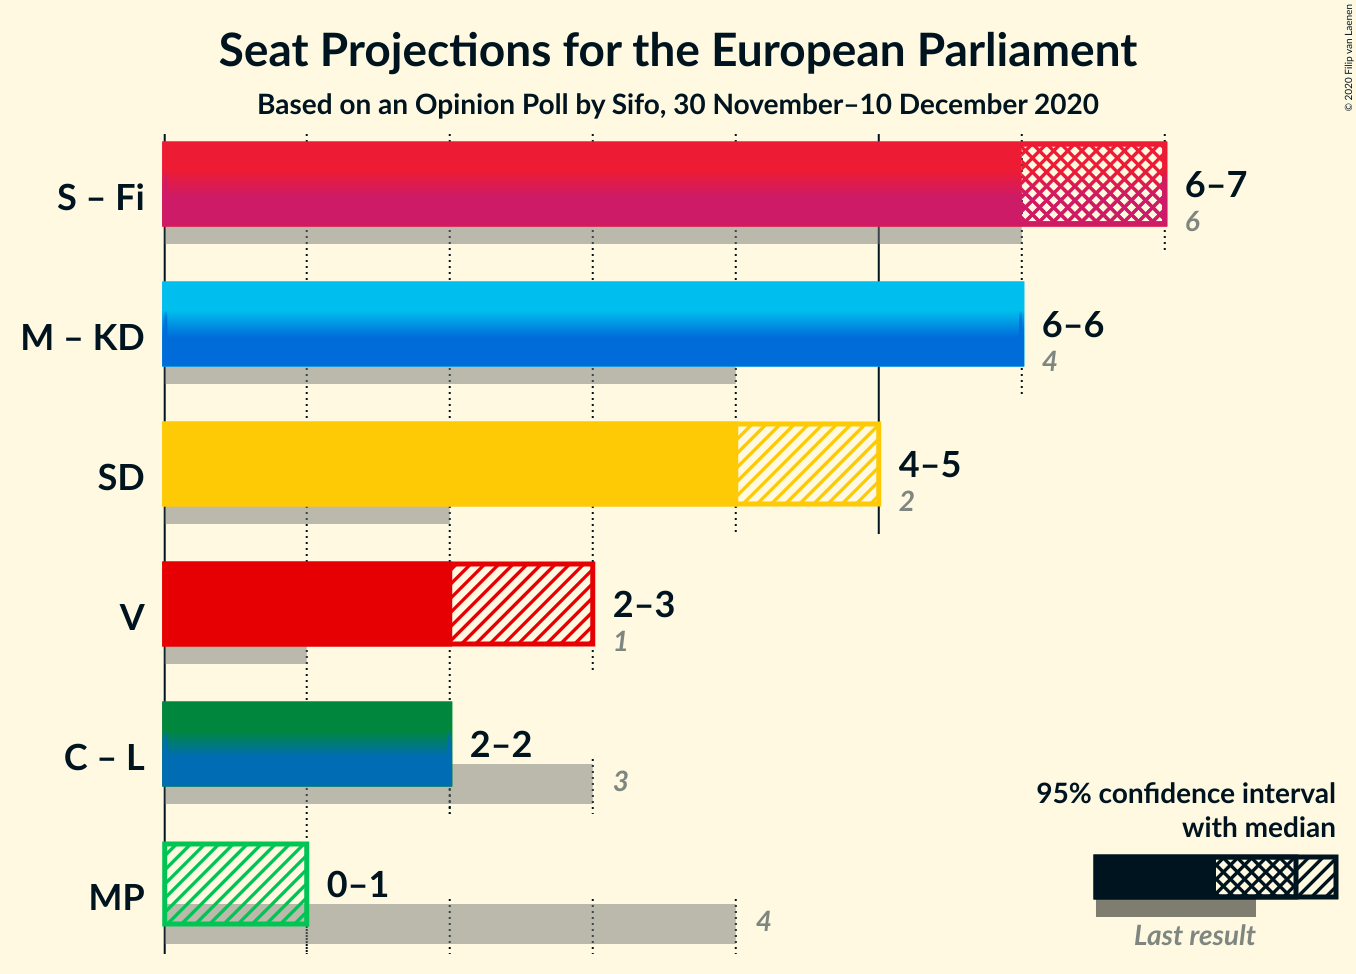 Seat Projections for the European Parliament
Based on an Opinion Poll by Sifo, 30 November–10 December 2020
© 2020 Filip van Laenen
S – Fi
6–7
6
M – KD
6–6
4
SD
4–5
2
V
2–3
1
C – L
2–2
3
MP
0–1
4
95% confidence interval
with median
Last result